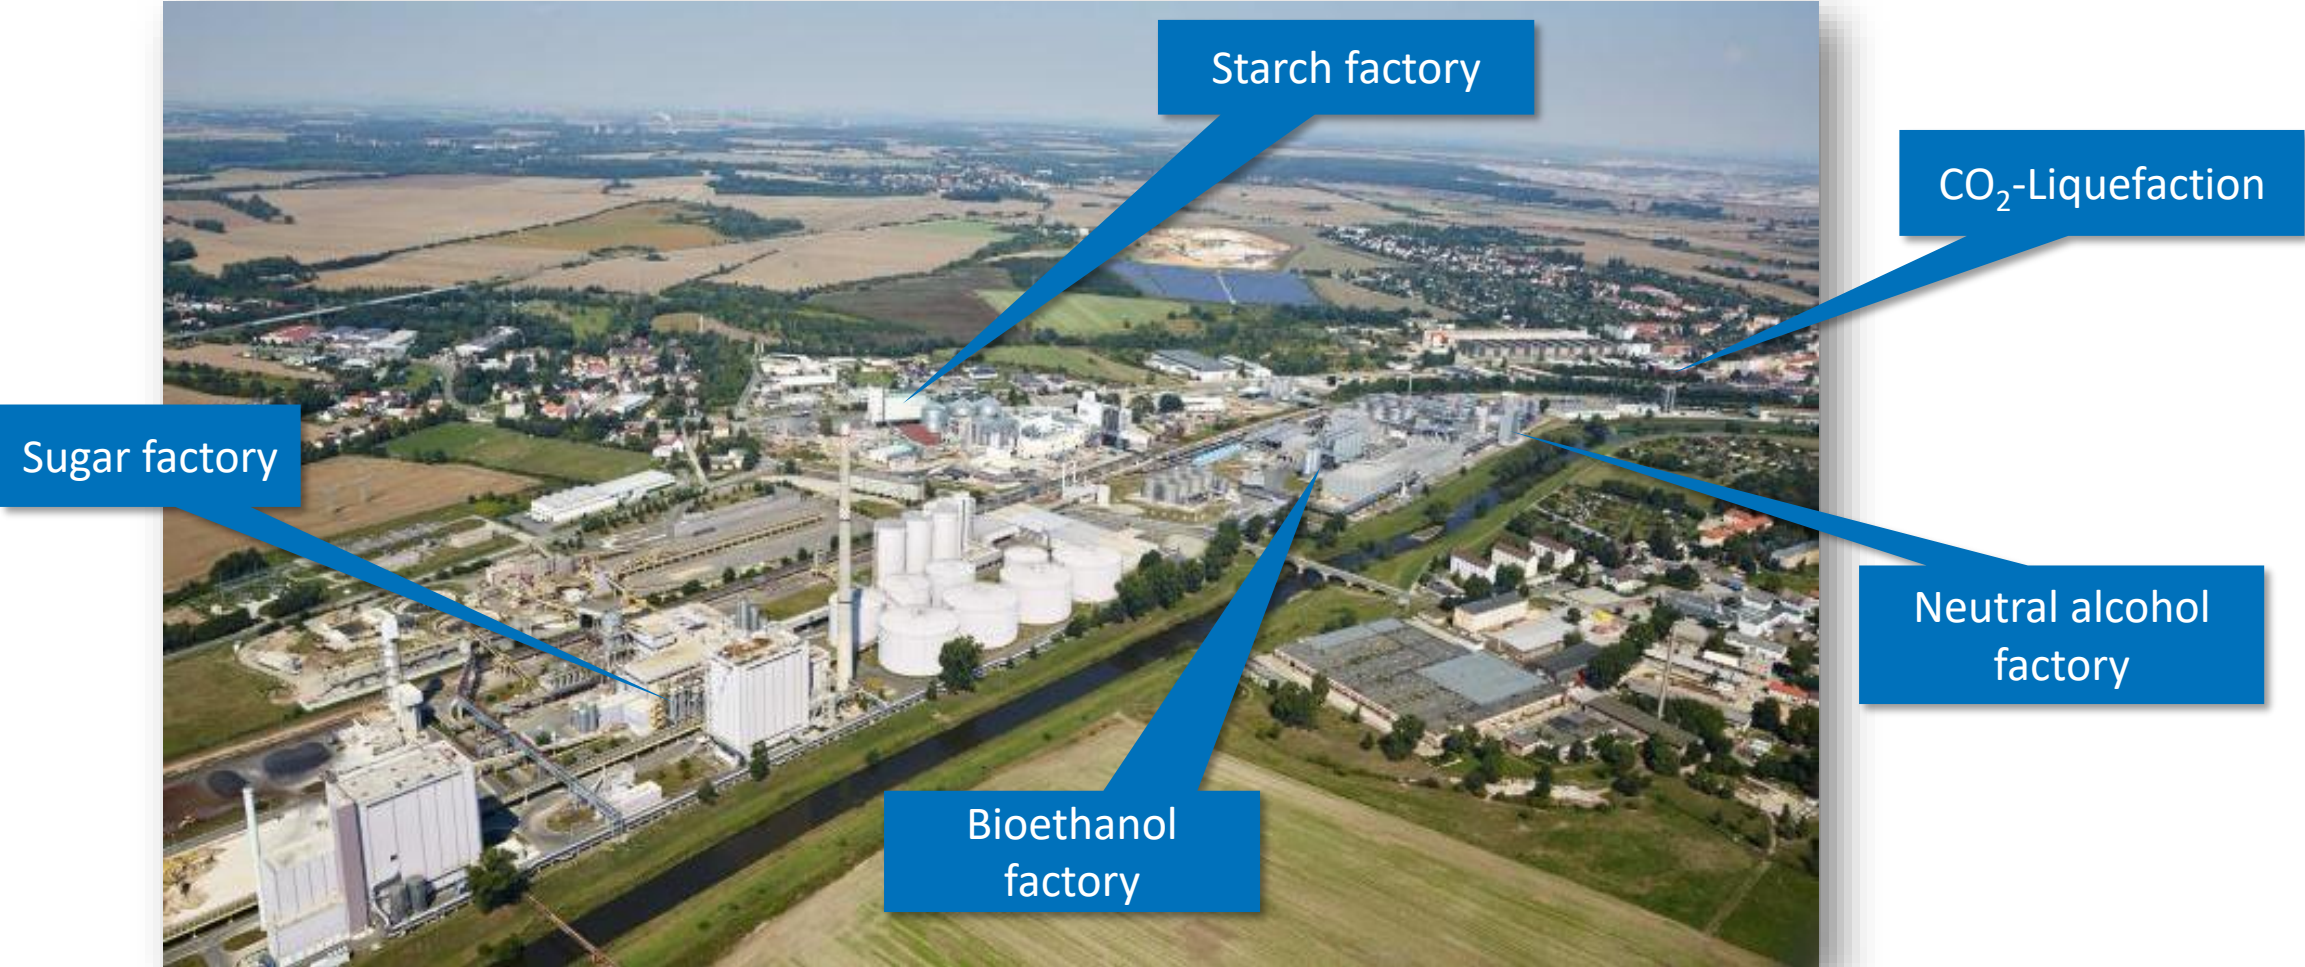 Starch factory
CO₂-Liquefaction
Sugar factory
Neutral alcohol
factory
Bioethanol
factory